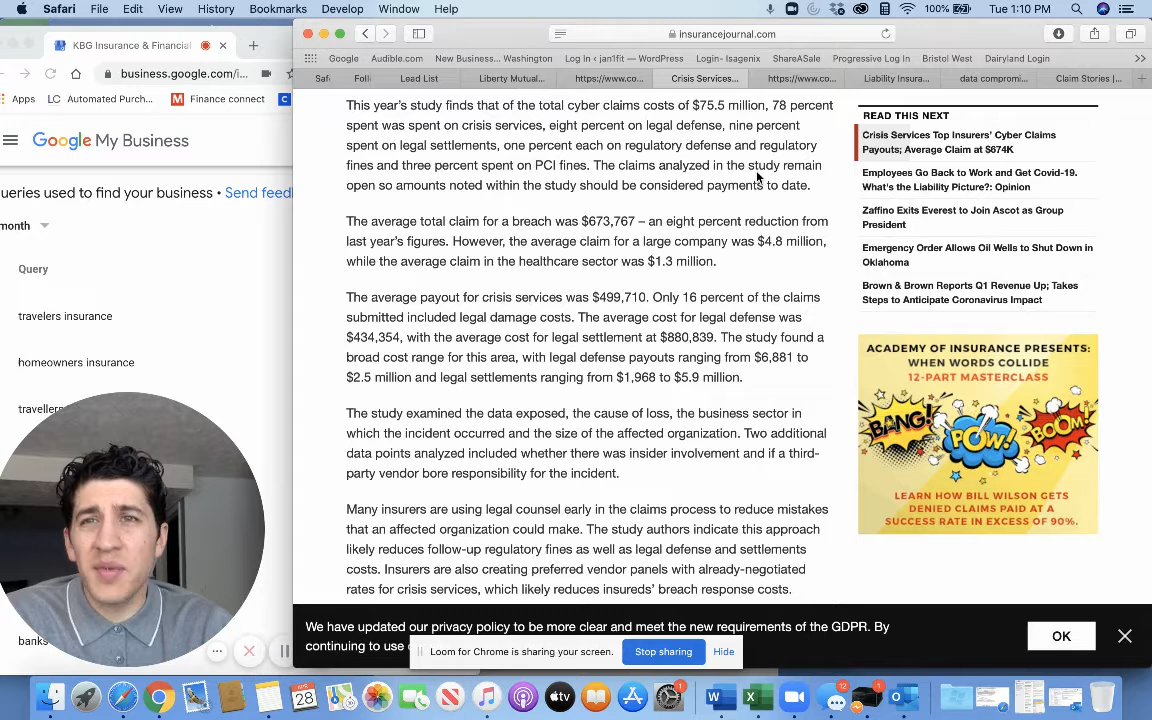 Safari File Edit View History Bookmarks Develop Window Help 100% Tue 1:10 PM
KBG Insurance & Financial
business.google.com/i...
Apps Automated Purch... Finance connect
Google My Business
ueries used to find your business • Send feed
month
Query
travelers insurance
homeowners insurance
travellers
banks
insurancejournal.com
Google Audible.com New Business... Washington Log In ‹ jan1fit — WordPress Login- Isagenix ShareASale Progressive Log In Bristol West Dairyland Login
Safe Folle Lead List Liberty Mutual... https://www.co... Crisis Services... https://www.co... Liability Insura... data compromi... Claim Stories |...
This year's study finds that of the total cyber claims costs of $75.5 million, 78 percent
spent was spent on crisis services, eight percent on legal defense, nine percent
spent on legal settlements, one percent each on regulatory defense and regulatory
fines and three percent spent on PCI fines. The claims analyzed in the study remain
open so amounts noted within the study should be considered payments to date.
The average total claim for a breach was $673,767 – an eight percent reduction from
last year's figures. However, the average claim for a large company was $4.8 million,
while the average claim in the healthcare sector was $1.3 million.
The average payout for crisis services was $499,710. Only 16 percent of the claims
submitted included legal damage costs. The average cost for legal defense was
$434,354, with the average cost for legal settlement at $880,839. The study found a
broad cost range for this area, with legal defense payouts ranging from $6,881 to
$2.5 million and legal settlements ranging from $1,968 to $5.9 million.
The study examined the data exposed, the cause of loss, the business sector in
which the incident occurred and the size of the affected organization. Two additional
data points analyzed included whether there was insider involvement and if a third-
party vendor bore responsibility for the incident.
Many insurers are using legal counsel early in the claims process to reduce mistakes
that an affected organization could make. The study authors indicate this approach
likely reduces follow-up regulatory fines as well as legal defense and settlements
costs. Insurers are also creating preferred vendor panels with already-negotiated
rates for crisis services, which likely reduces insureds' breach response costs.
READ THIS NEXT
Crisis Services Top Insurers' Cyber Claims
Payouts; Average Claim at $674K
Employees Go Back to Work and Get Covid-19.
What's the Liability Picture?: Opinion
Zaffino Exits Everest to Join Ascot as Group
President
Emergency Order Allows Oil Wells to Shut Down in
Oklahoma
Brown & Brown Reports Q1 Revenue Up; Takes
Steps to Anticipate Coronavirus Impact
ACADEMY OF INSURANCE PRESENTS:
WHEN WORDS COLLIDE
12-PART MASTERCLASS
BANG! POW! BOOM!
LEARN HOW BILL WILSON GETS
DENIED CLAIMS PAID AT A
SUCCESS RATE IN EXCESS OF 90%.
We have updated our privacy policy to be more clear and meet the new requirements of the GDPR. By
continuing to use
OK
Loom for Chrome is sharing your screen. Stop sharing Hide
APR
28
tv
1
12
1